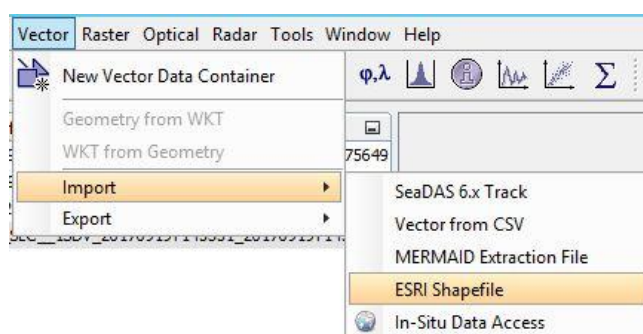 Vector Raster Optical Radar Tools Window Help
New Vector Data Container
φ,λ Σ
Geometry from WKT
WKT from Geometry
75649
Import
Export
SeaDAS 6.x Track
Vector from CSV
MERMAID Extraction File
ESRI Shapefile
In-Situ Data Access